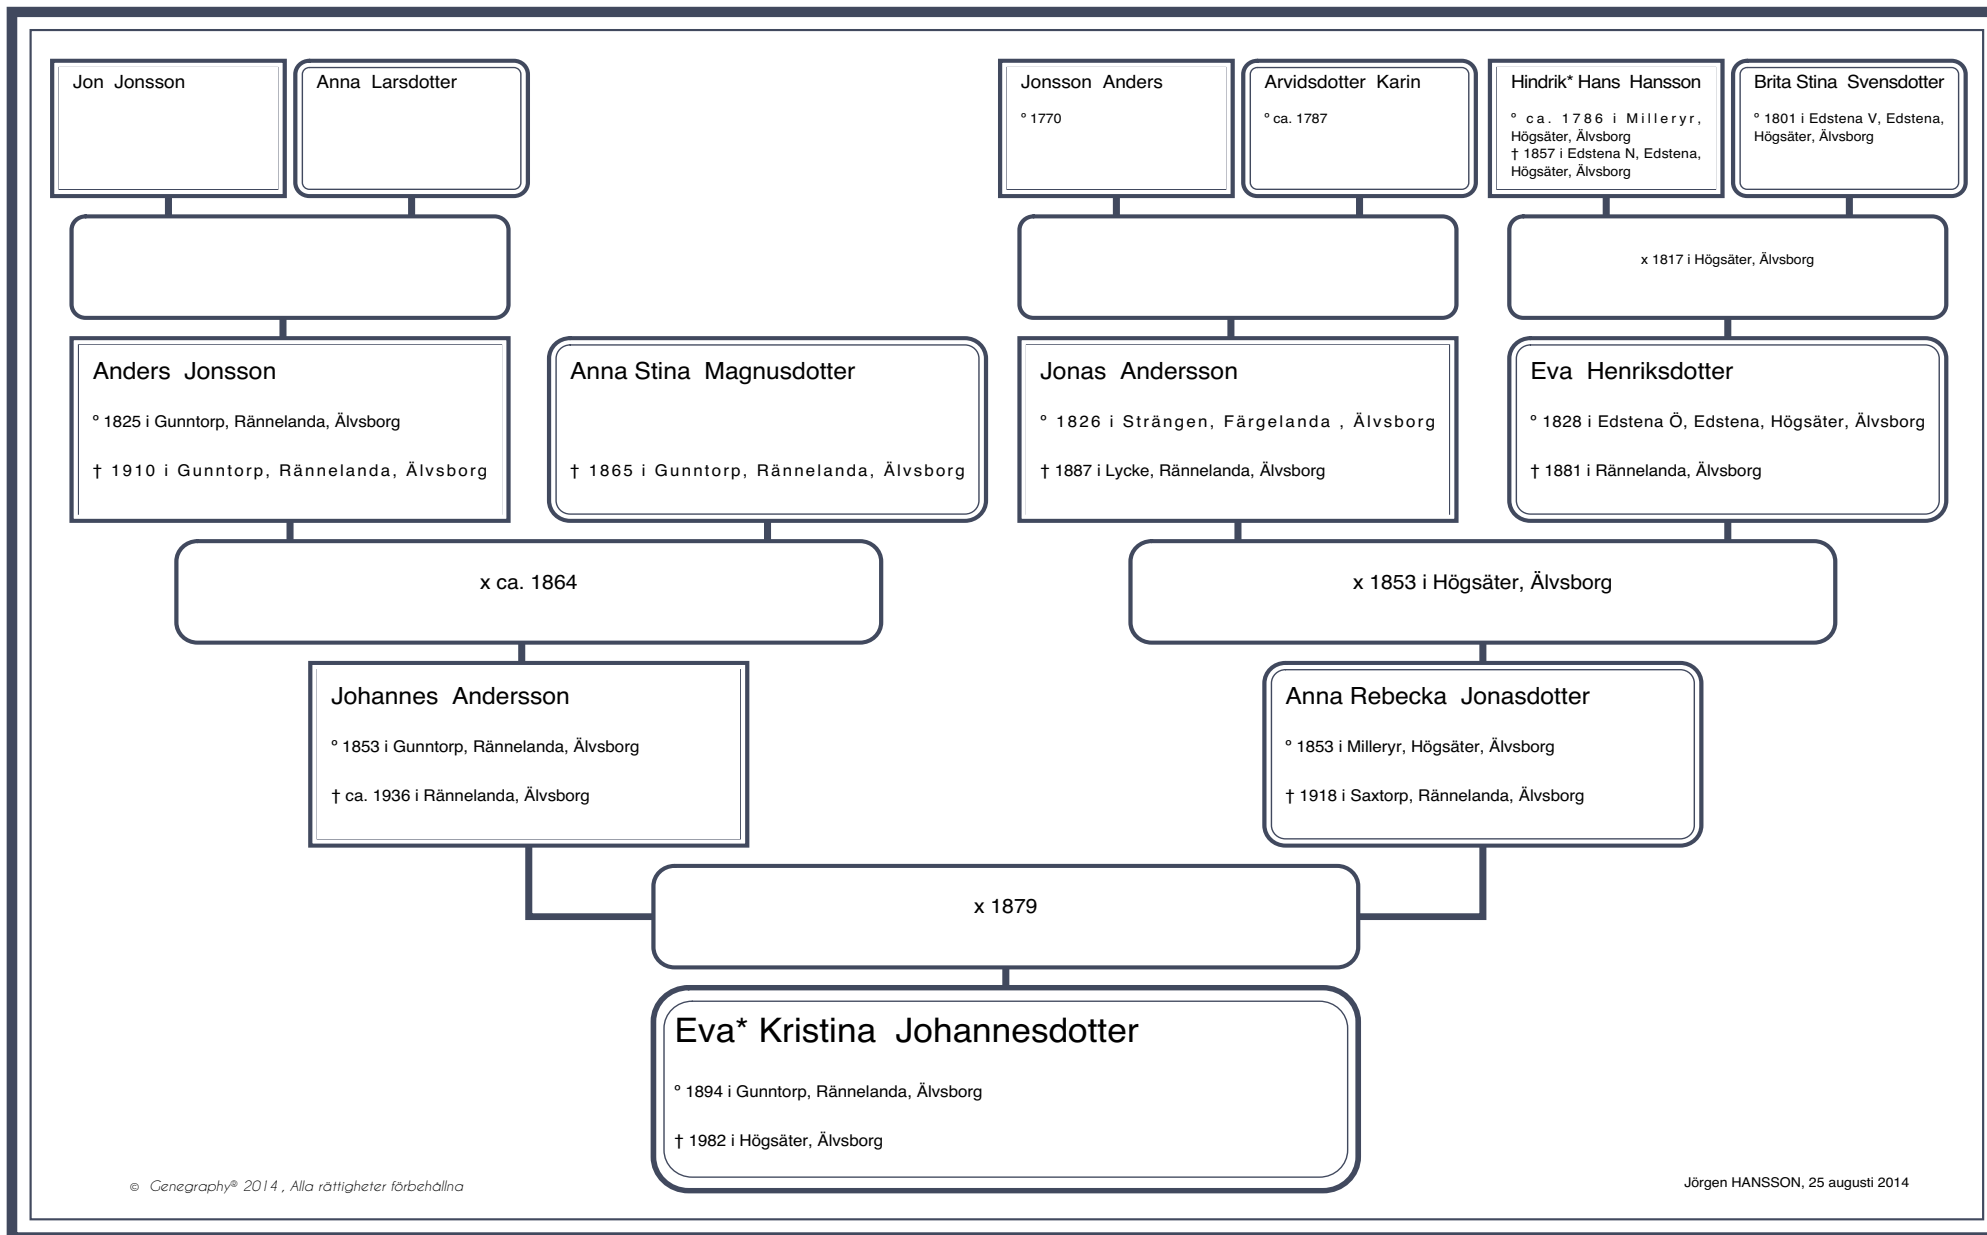 Jon Jonsson
Anna Larsdotter
Jonsson Anders
º 1770
Arvidsdotter Karin
º ca. 1787
Hindrik* Hans Hansson
º ca. 1786 i Milleryr,
Högsäter, Älvsborg
† 1857 i Edstena N, Edstena,
Högsäter, Älvsborg
Brita Stina Svensdotter
º 1801 i Edstena V, Edstena,
Högsäter, Älvsborg
x 1817 i Högsäter, Älvsborg
Anders Jonsson
º 1825 i Gunntorp, Rännelanda, Älvsborg
† 1910 i Gunntorp, Rännelanda, Älvsborg
Anna Stina Magnusdotter
† 1865 i Gunntorp, Rännelanda, Älvsborg
Jonas Andersson
º 1826 i Strängen, Färgelanda , Älvsborg
† 1887 i Lycke, Rännelanda, Älvsborg
Eva Henriksdotter
º 1828 i Edstena Ö, Edstena, Högsäter, Älvsborg
† 1881 i Rännelanda, Älvsborg
x ca. 1864
x 1853 i Högsäter, Älvsborg
Johannes Andersson
º 1853 i Gunntorp, Rännelanda, Älvsborg
† ca. 1936 i Rännelanda, Älvsborg
Anna Rebecka Jonasdotter
º 1853 i Milleryr, Högsäter, Älvsborg
† 1918 i Saxtorp, Rännelanda, Älvsborg
x 1879
Eva* Kristina Johannesdotter
º 1894 i Gunntorp, Rännelanda, Älvsborg
† 1982 i Högsäter, Älvsborg
© Genegraphy® 2014 , Alla rättigheter förbehållna
Jörgen HANSSON, 25 augusti 2014